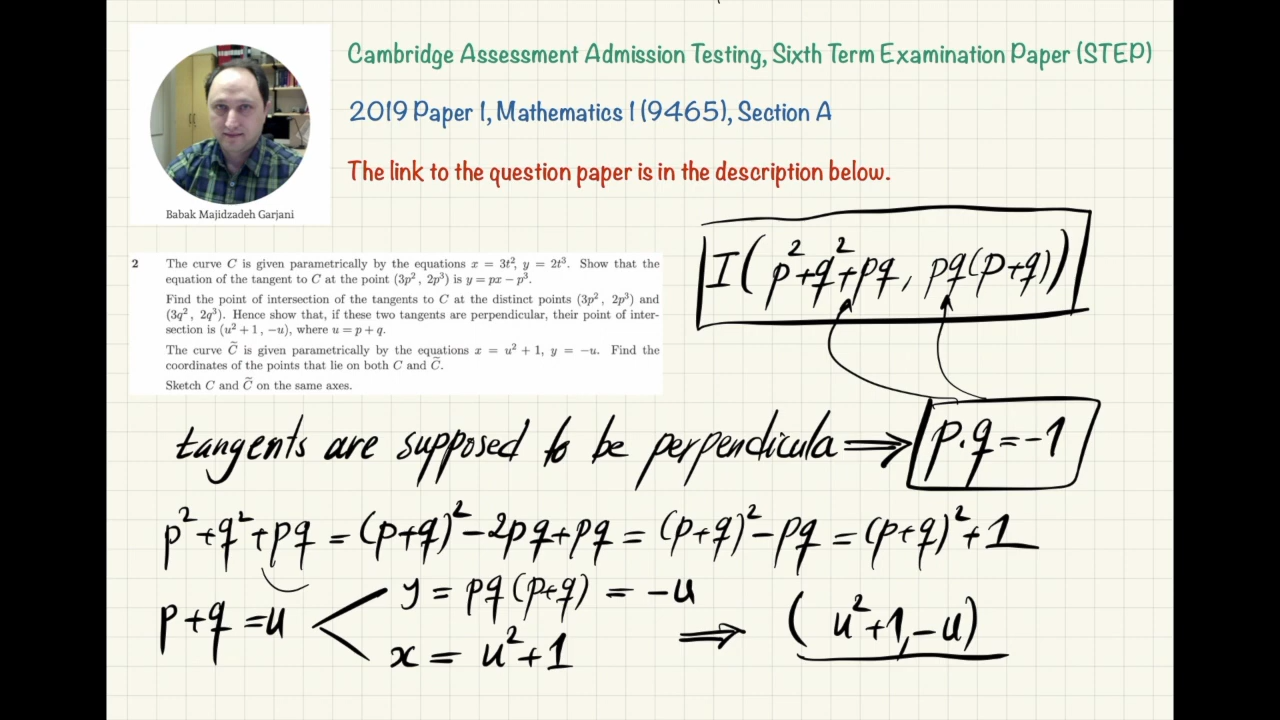 Cambridge Assessment Admission Testing, Sixth Term Examination Paper (STEP)
2019 Paper 1, Mathematics 1 (9465), Section A
The link to the question paper is in the description below.
Babak Majidzadeh Garjani
I(p²+q²+pq, pq(p+q))
2 The curve C is given parametrically by the equations x = 3t², y = 2t³. Show that the
equation of the tangent to C at the point (3p², 2p³) is y = px − p³.
Find the point of intersection of the tangents to C at the distinct points (3p², 2p³) and
(3q², 2q³). Hence show that, if these two tangents are perpendicular, their point of inter-
section is (u² + 1, −u), where u = p + q.
The curve C̃ is given parametrically by the equations x = u² + 1, y = −u. Find the
coordinates of the points that lie on both C and C̃.
Sketch C and C̃ on the same axes.
tangents are supposed to be perpendicula ⟹ p.q=-1
p²+q²+pq = (p+q)²-2pq+pq = (p+q)²-pq = (p+q)²+1
y = pq(p+q) = -u
p+q=u < ⟹ (u²+1,-u)
x = u²+1